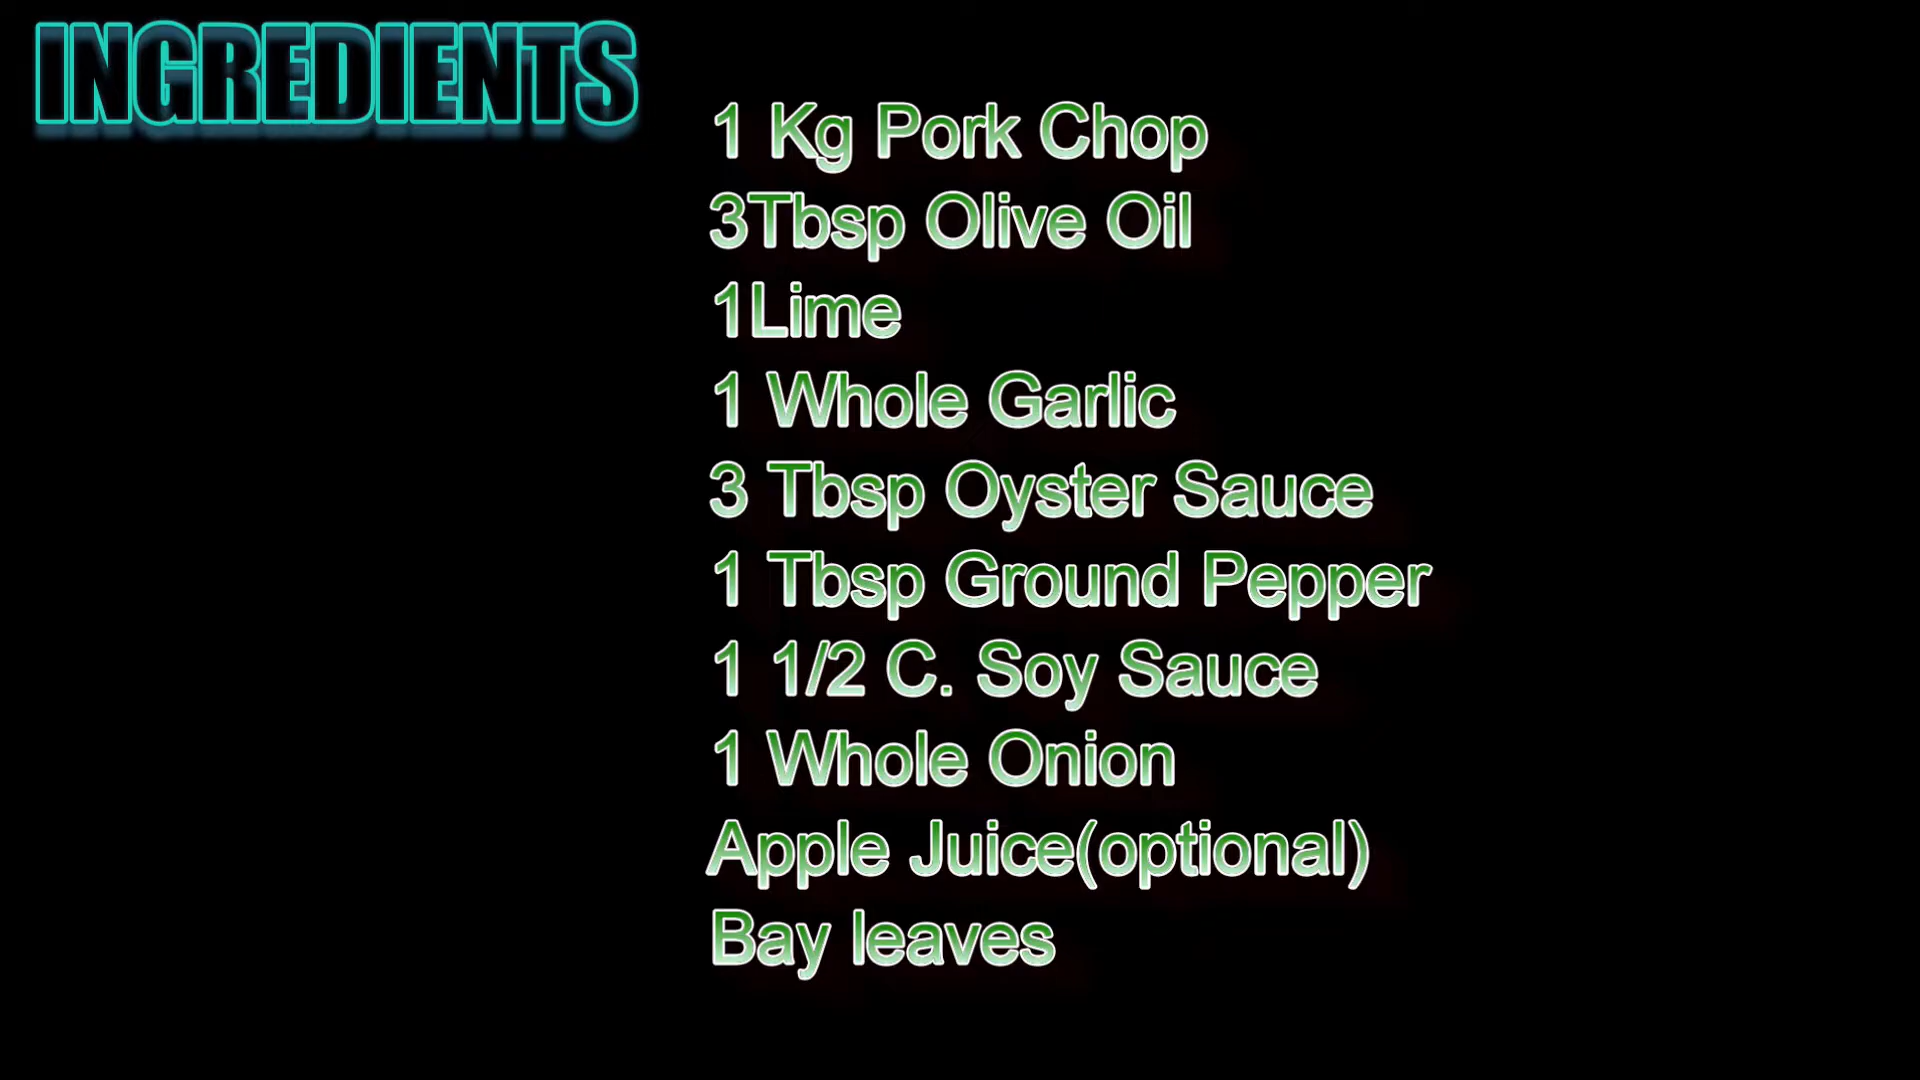 INGREDIENTS
1 Kg Pork Chop
3Tbsp Olive Oil
1Lime
1 Whole Garlic
3 Tbsp Oyster Sauce
1 Tbsp Ground Pepper
1 1/2 C. Soy Sauce
1 Whole Onion
Apple Juice(optional)
Bay leaves